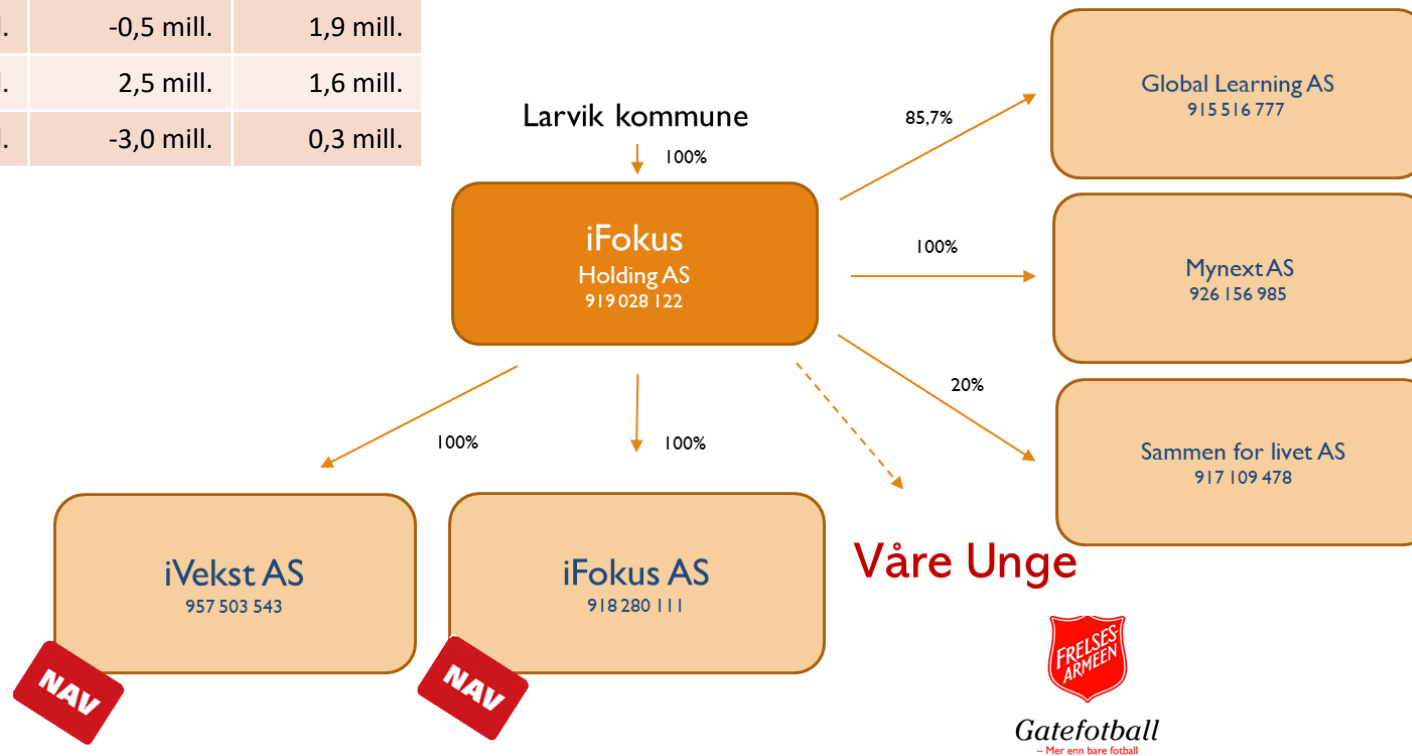 -0,5 mill. 1,9 mill.
2,5 mill. 1,6 mill.
-3,0 mill. 0,3 mill.
Larvik kommune
100%
iFokus
Holding AS
919 028 122
85,7%
Global Learning AS
915 516 777
100%
Mynext AS
926 156 985
20%
Sammen for livet AS
917 109 478
100%
100%
iVekst AS
957 503 543
NAV
iFokus AS
918 280 111
NAV
Våre Unge
FRELSES
ARMEEN
Gatefotball
– Mer enn bare fotball